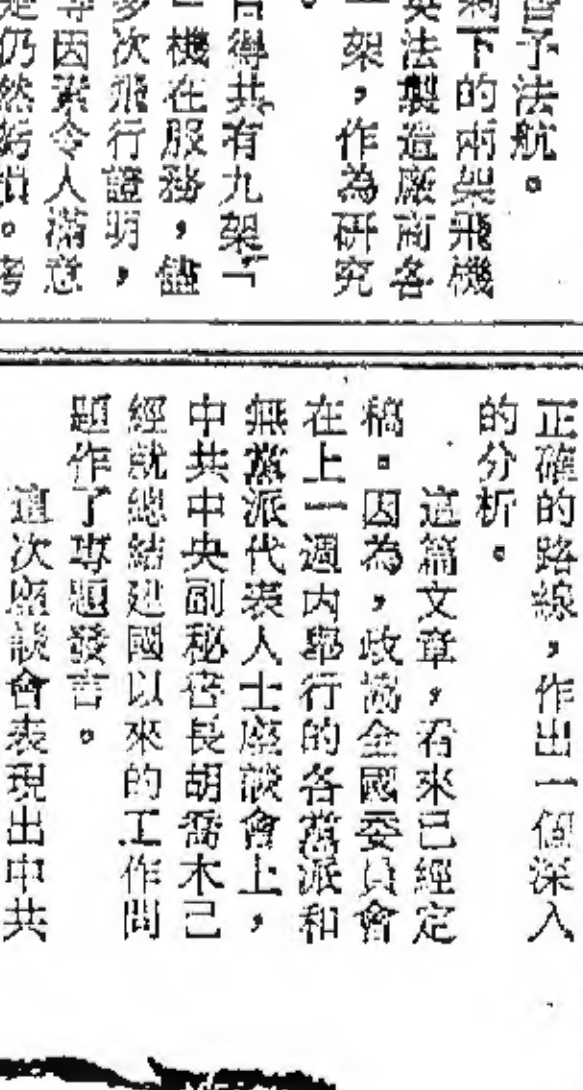 售予法航。
剩下的兩架飛機
英法製造廠商各
一架，作為研究
。
目得共有九架「
」機在服務，儘
多次飛行證明，
等因素令人滿意
是仍然虧損。考
正確的路線，作出一個深入
的分析。
這篇文章，看來已經定
稿。因為，政協全國委員會
在上一週內舉行的各黨派和
無黨派代表人士座談會上，
中共中央副秘書長胡喬木己
經就總結建國以來的工作問
題作了專題發言。
這次座談會表現出中共